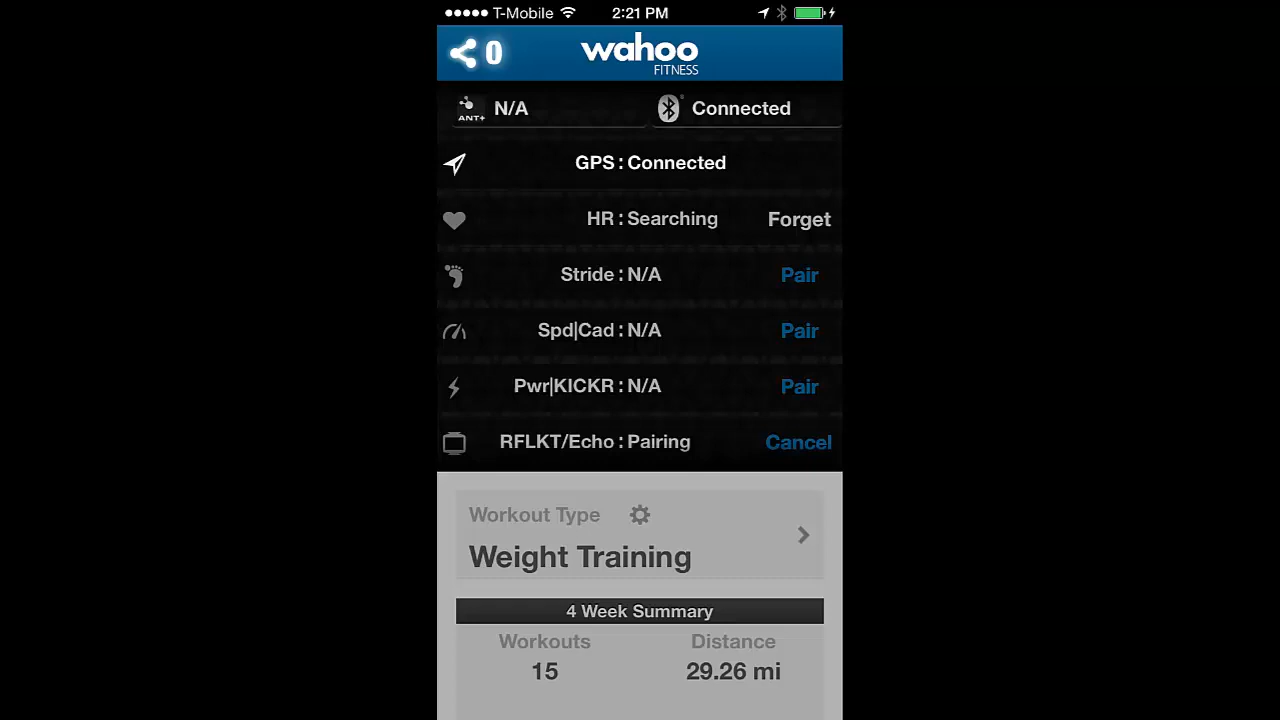 T-Mobile 2:21 PM
0 wahoo
FITNESS
ANT+ N/A Connected
GPS : Connected
HR : Searching Forget
Stride : N/A Pair
Spd|Cad : N/A Pair
Pwr|KICKR : N/A Pair
RFLKT/Echo : Pairing Cancel
Workout Type
Weight Training
4 Week Summary
Workouts Distance
15 29.26 mi